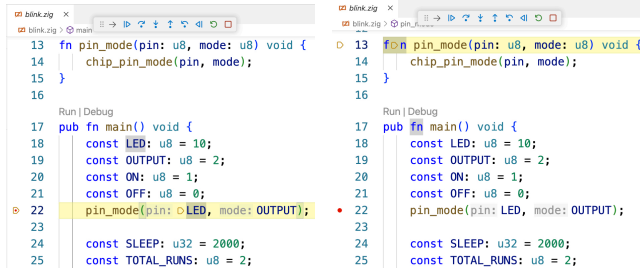 blink.zig ×
blink.zig > main
13 fn pin_mode(pin: u8, mode: u8) void {
14 chip_pin_mode(pin, mode);
15 }
16
Run | Debug
17 pub fn main() void {
18 const LED: u8 = 10;
19 const OUTPUT: u8 = 2;
20 const ON: u8 = 1;
21 const OFF: u8 = 0;
22 pin_mode(pin: LED, mode: OUTPUT);
23
24 const SLEEP: u32 = 2000;
25 const TOTAL_RUNS: u8 = 2;
blink.zig ×
blink.zig > pin_mode
13 fn pin_mode(pin: u8, mode: u8) void {
14 chip_pin_mode(pin, mode);
15 }
16
Run | Debug
17 pub fn main() void {
18 const LED: u8 = 10;
19 const OUTPUT: u8 = 2;
20 const ON: u8 = 1;
21 const OFF: u8 = 0;
22 pin_mode(pin: LED, mode: OUTPUT);
23
24 const SLEEP: u32 = 2000;
25 const TOTAL_RUNS: u8 = 2;